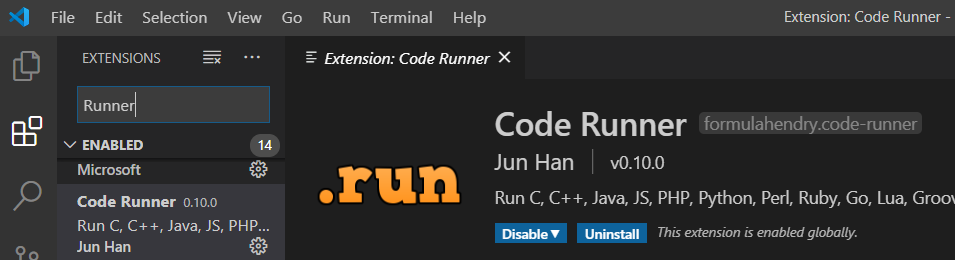 File Edit Selection View Go Run Terminal Help Extension: Code Runner -
EXTENSIONS
Extension: Code Runner
Runner
ENABLED 14
Microsoft
Code Runner 0.10.0
Run C, C++, Java, JS, PHP...
Jun Han
.run
Code Runner formulahendry.code-runner
Jun Han v0.10.0
Run C, C++, Java, JS, PHP, Python, Perl, Ruby, Go, Lua, Groov
Disable Uninstall This extension is enabled globally.